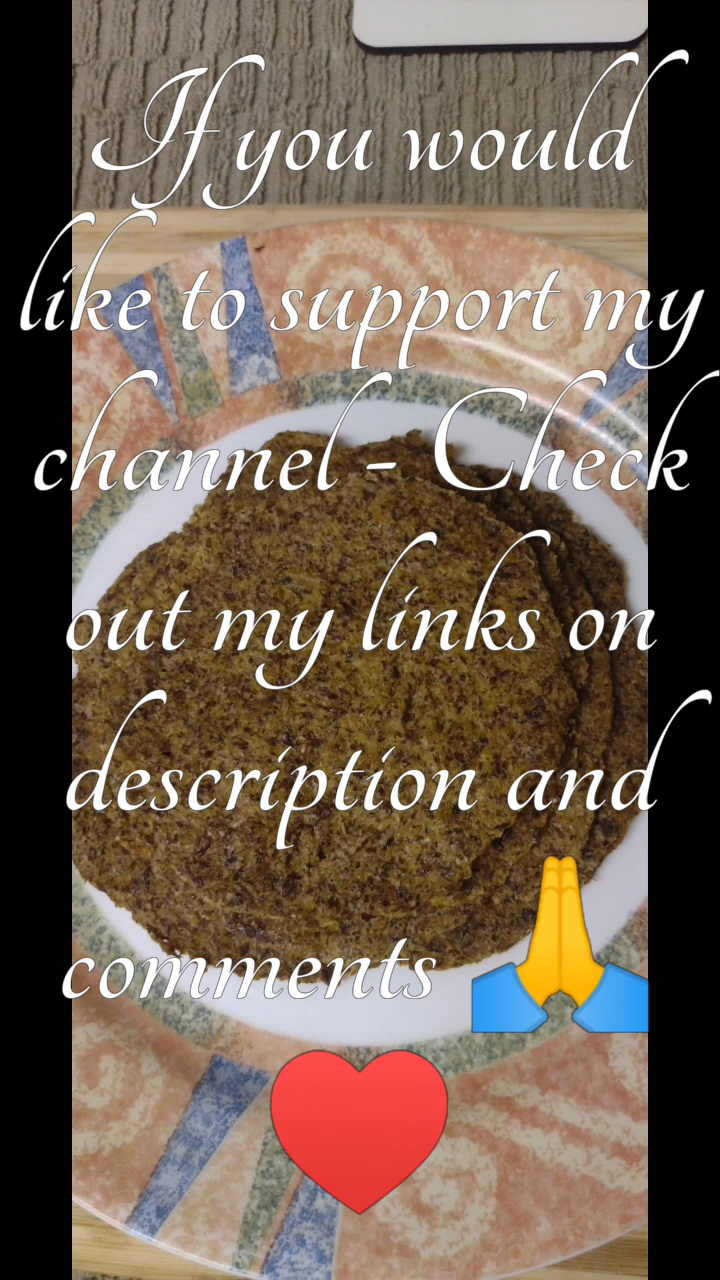 If you would
like to support my
channel - Check
out my links on
description and
comments 🙏
❤️